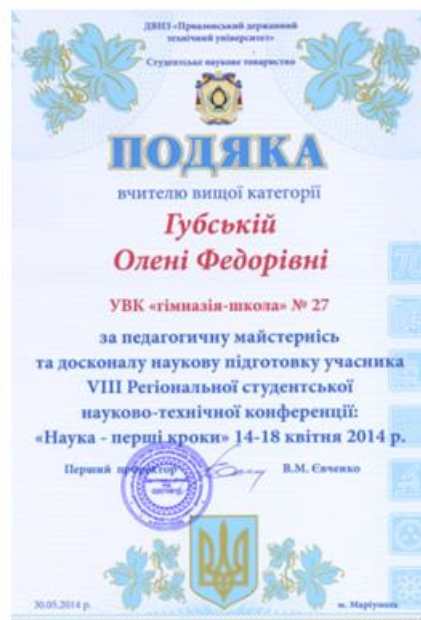 ДВНЗ «Приазовський державний
технічний університет»
Студентське наукове товариство
ПОДЯКА
вчителю вищої категорії
Губській
Олені Федорівні
УВК «гімназія-школа» № 27
за педагогичну майстернісь
та досконалу наукову підготовку учасника
VIII Регіональної студентської
науково-технічної конференції:
«Наука - перші кроки» 14-18 квітня 2014 р.
Перший проректор В.М. Євченко
30.05.2014 р. м. Маріуполь